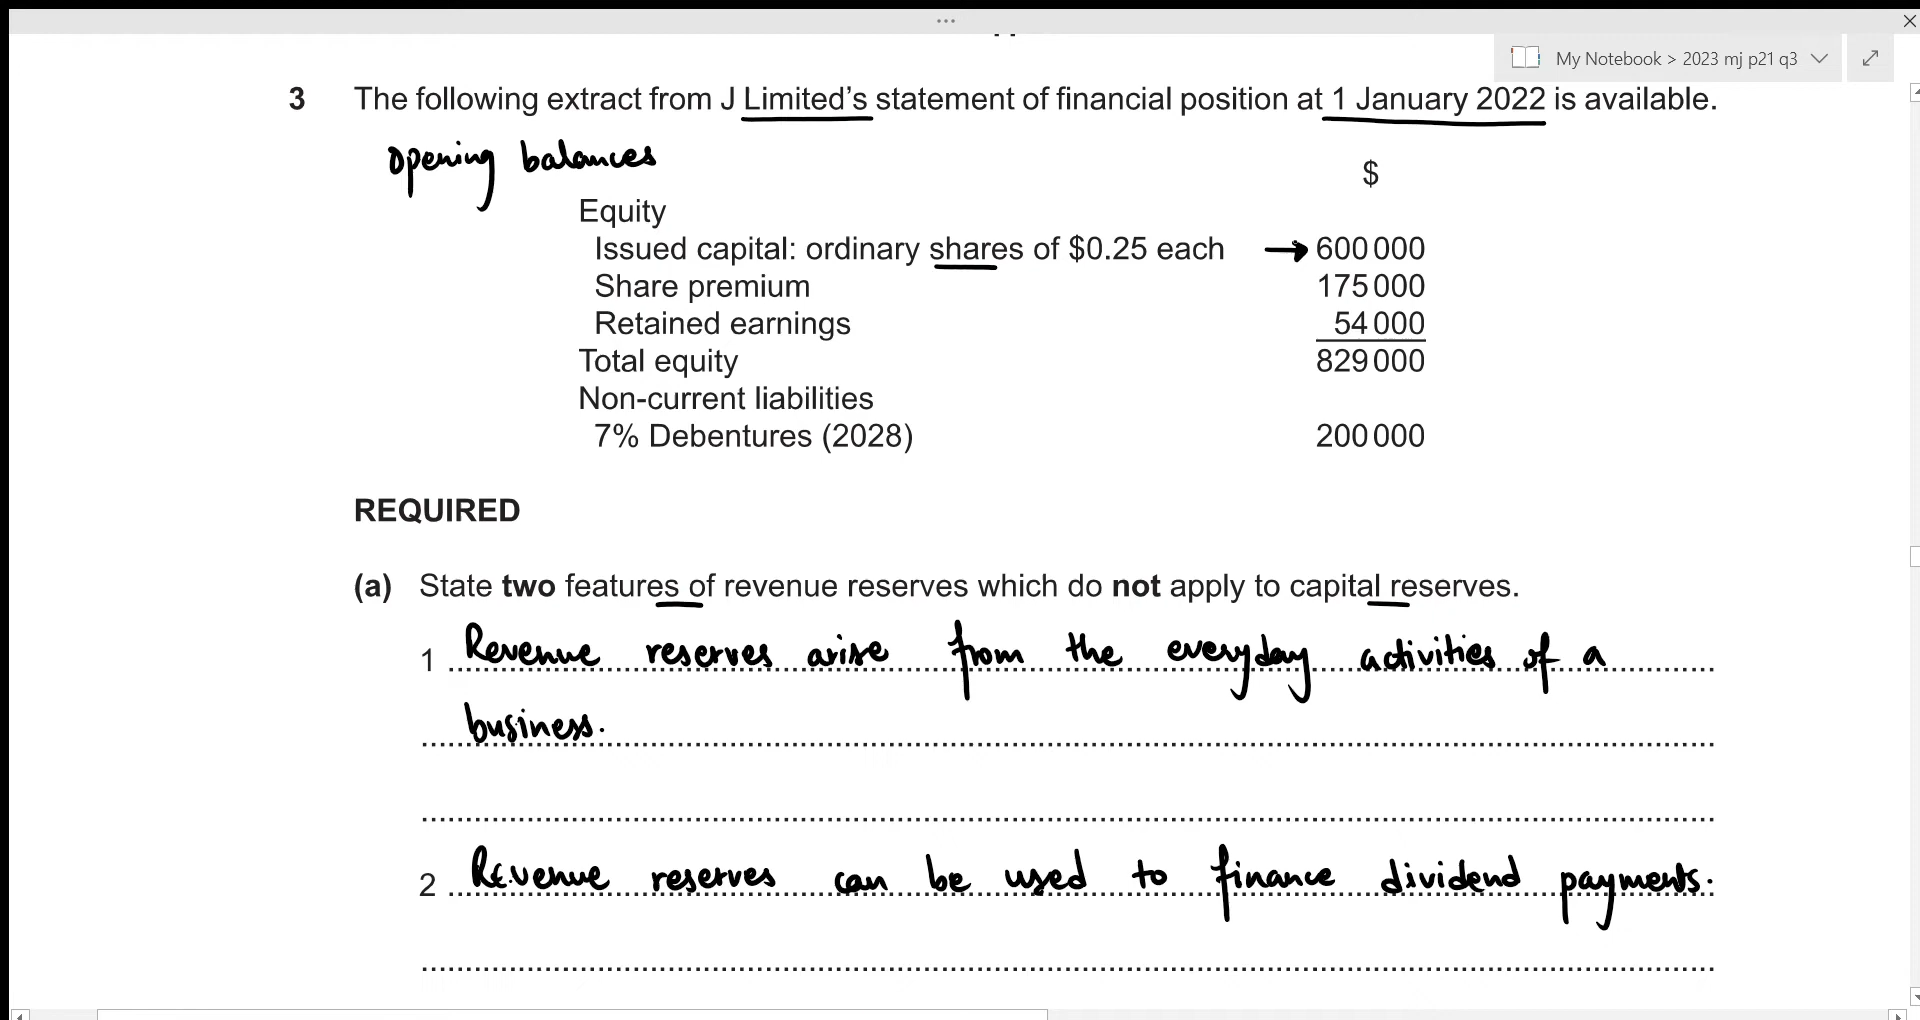 My Notebook > 2023 mj p21 q3
3 The following extract from J Limited's statement of financial position at 1 January 2022 is available.
opening balances
$
Equity
Issued capital: ordinary shares of $0.25 each → 600 000
Share premium 175 000
Retained earnings 54 000
Total equity 829 000
Non-current liabilities
7% Debentures (2028) 200 000
REQUIRED
(a) State two features of revenue reserves which do not apply to capital reserves.
1 Revenue reserves arise from the everyday activities of a
business.
2 Revenue reserves can be used to finance dividend payments.